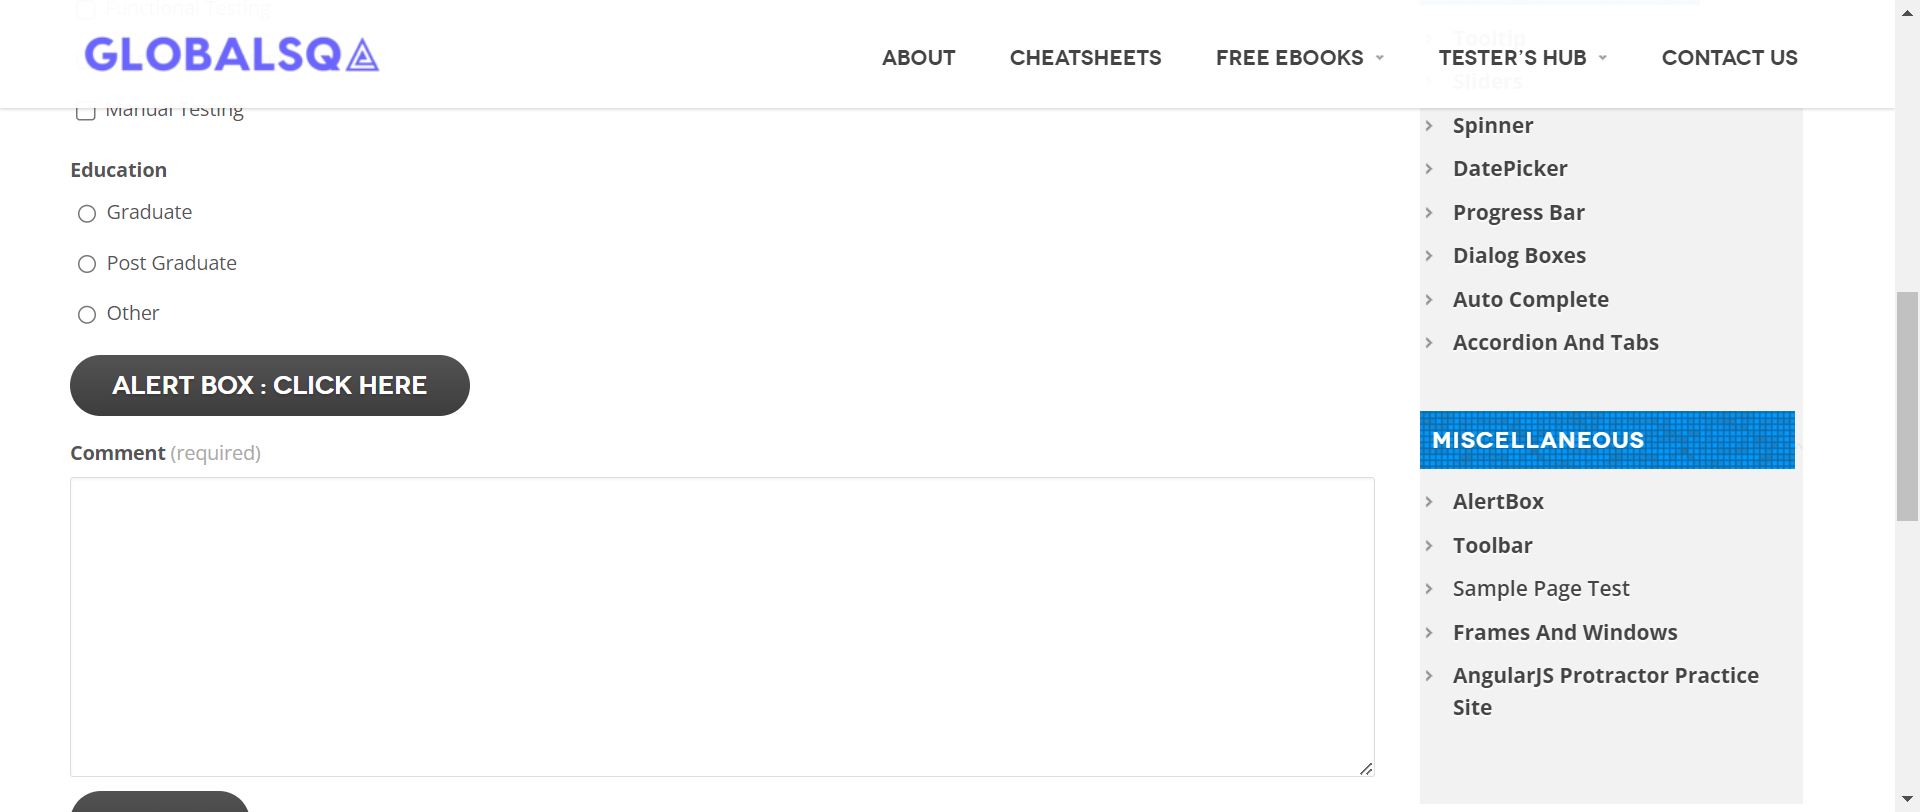 Functional Testing
GLOBALSQA
ABOUT
CHEATSHEETS
FREE EBOOKS
TESTER’S HUB
CONTACT US
Tooltip
Sliders
Manual Testing
Education
Graduate
Post Graduate
Other
ALERT BOX : CLICK HERE
Comment (required)
Spinner
DatePicker
Progress Bar
Dialog Boxes
Auto Complete
Accordion And Tabs
MISCELLANEOUS
AlertBox
Toolbar
Sample Page Test
Frames And Windows
AngularJS Protractor Practice
Site